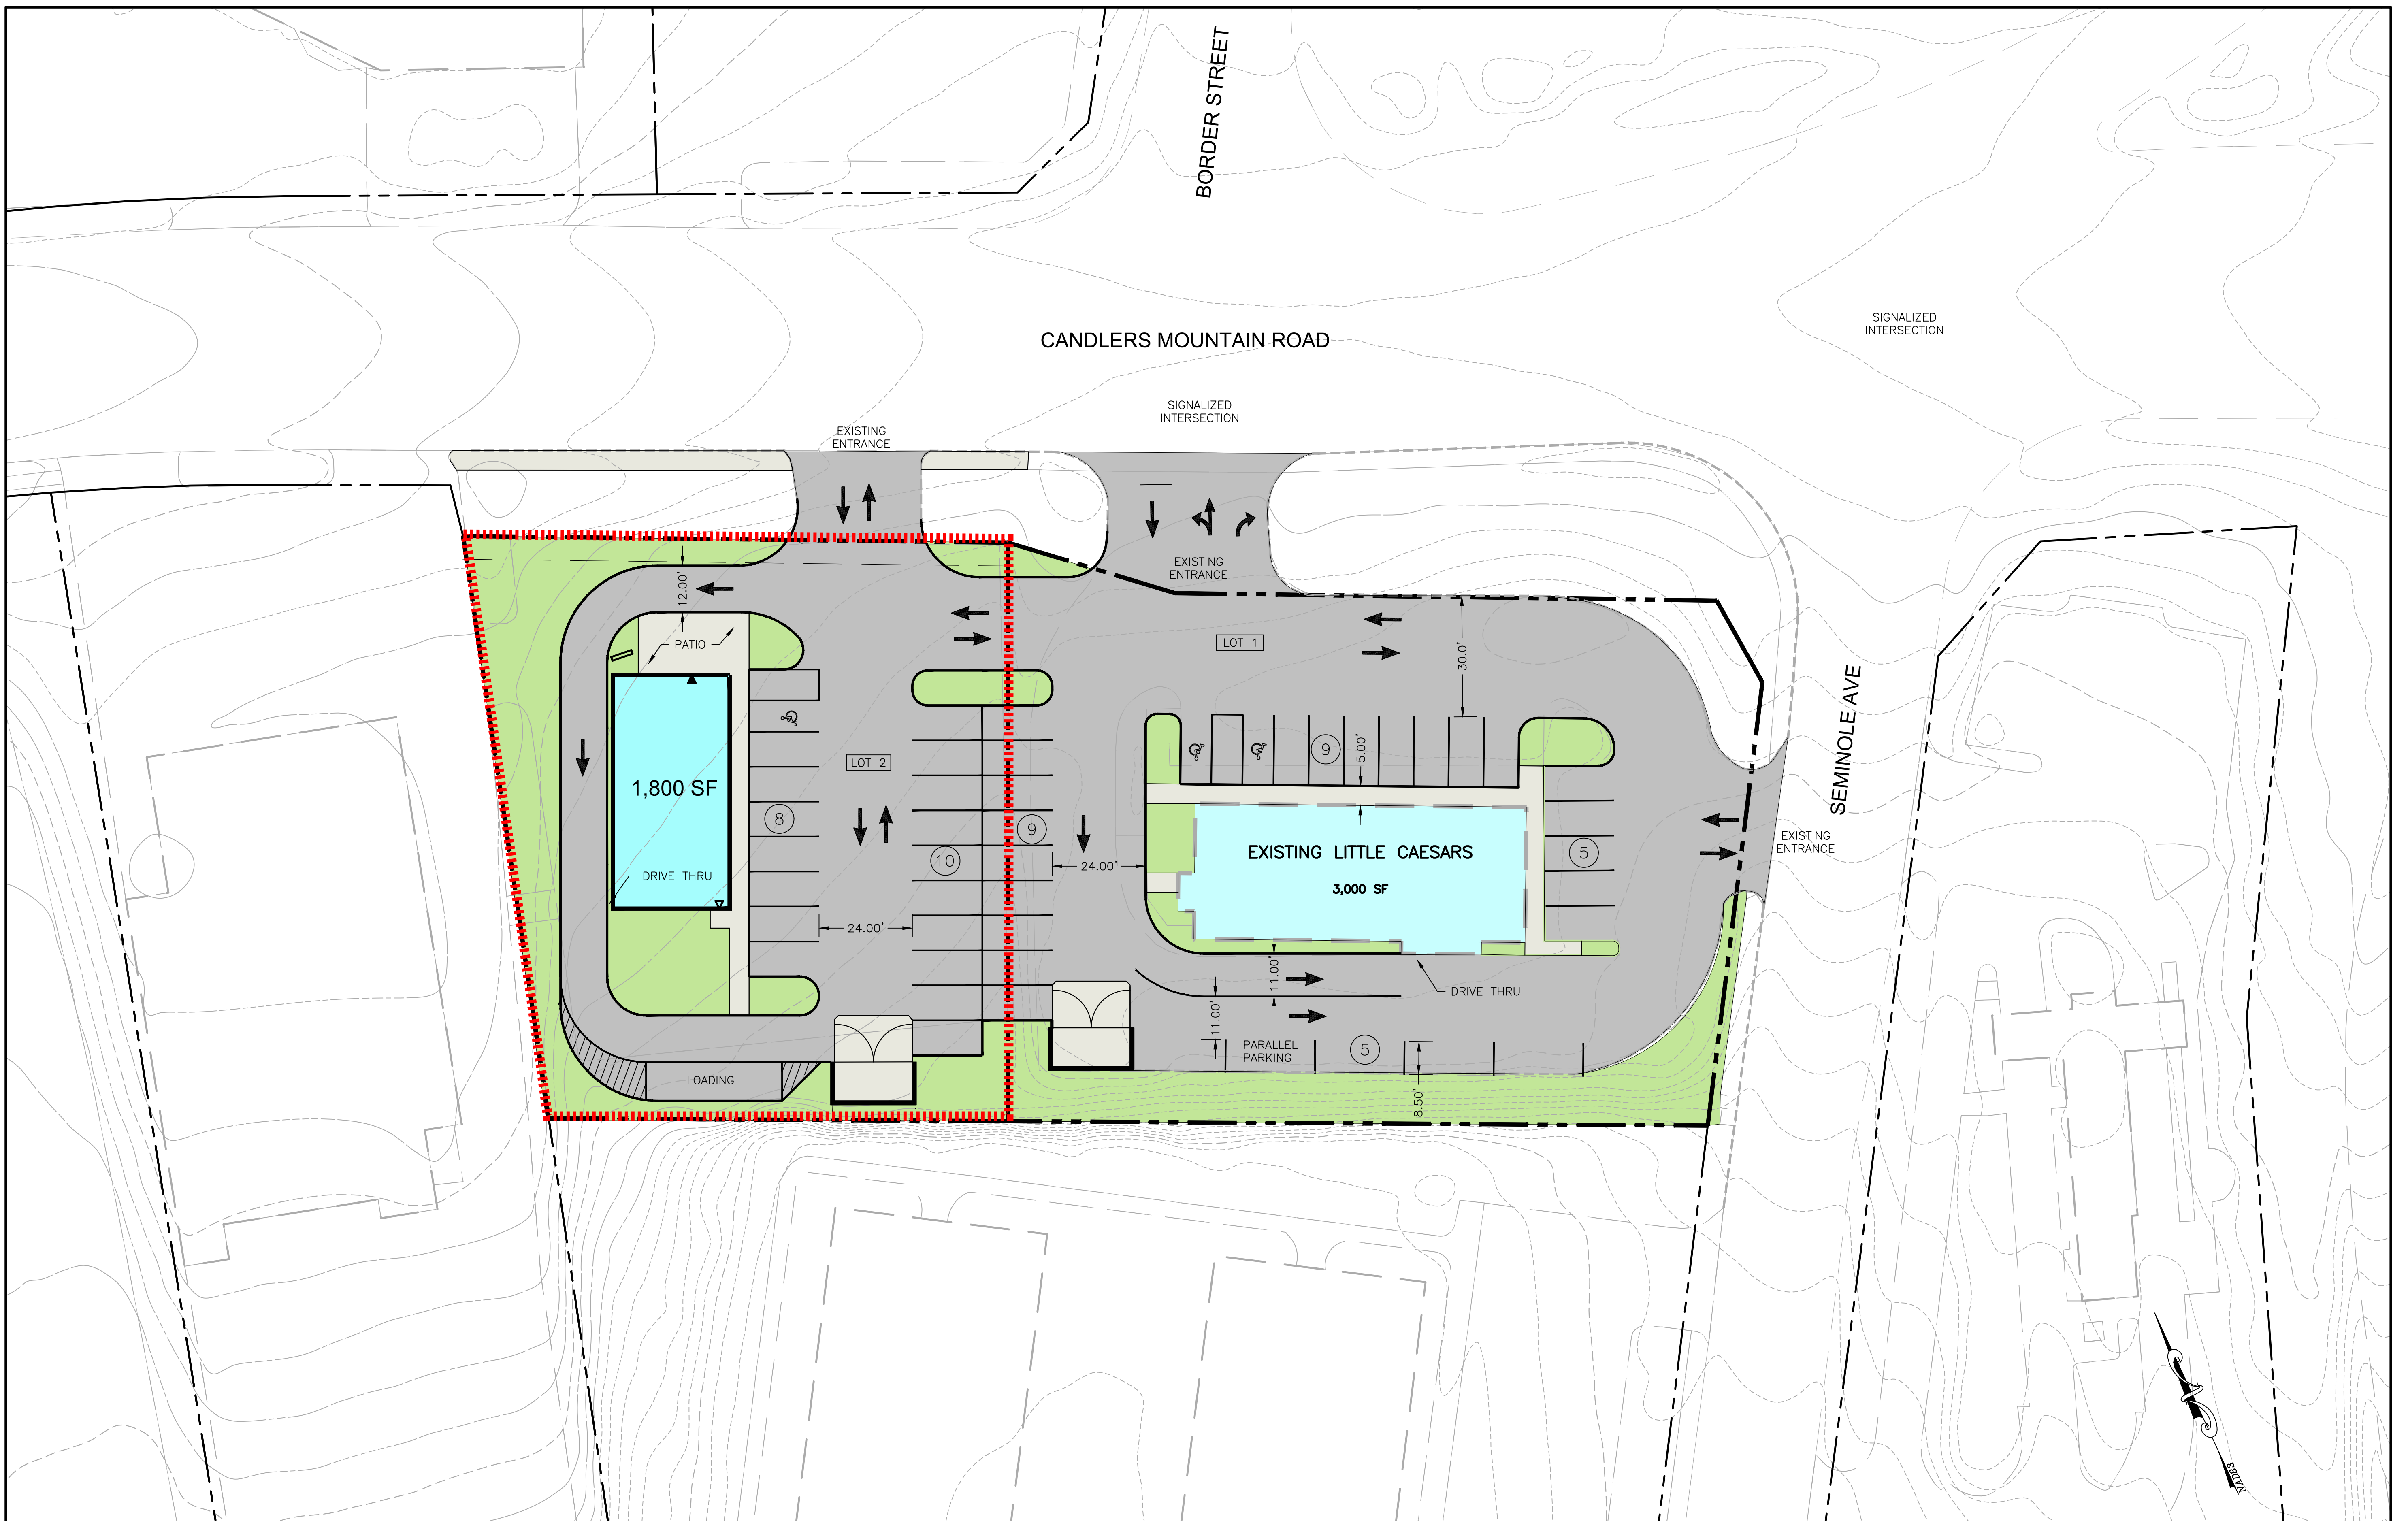 BORDER STREET
CANDLERS MOUNTAIN ROAD
SIGNALIZED
INTERSECTION
SIGNALIZED
INTERSECTION
EXISTING
ENTRANCE
EXISTING
ENTRANCE
12.00'
PATIO
LOT 1
30.0'
SEMINOLE AVE
LOT 2
1,800 SF
8
9
10
9
5.00'
24.00'
EXISTING LITTLE CAESARS
3,000 SF
5
EXISTING
ENTRANCE
DRIVE THRU
24.00'
11.00'
DRIVE THRU
11.00'
PARALLEL
PARKING
5
8.50'
LOADING
NAD83